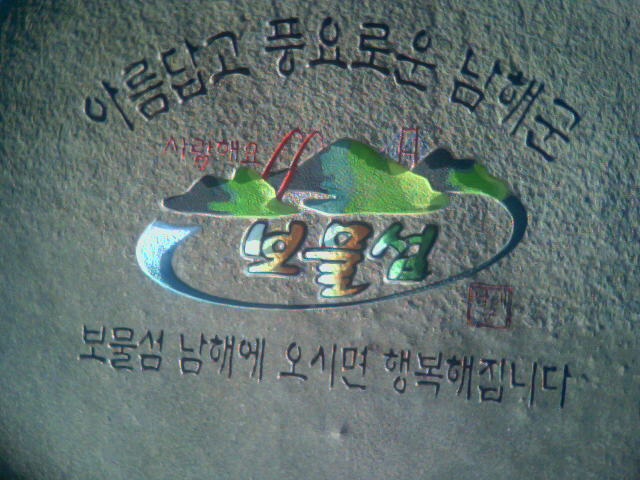 아름답고 풍요로운 남해군
사랑해요
보물섬
보물섬 남해에 오시면 행복해집니다